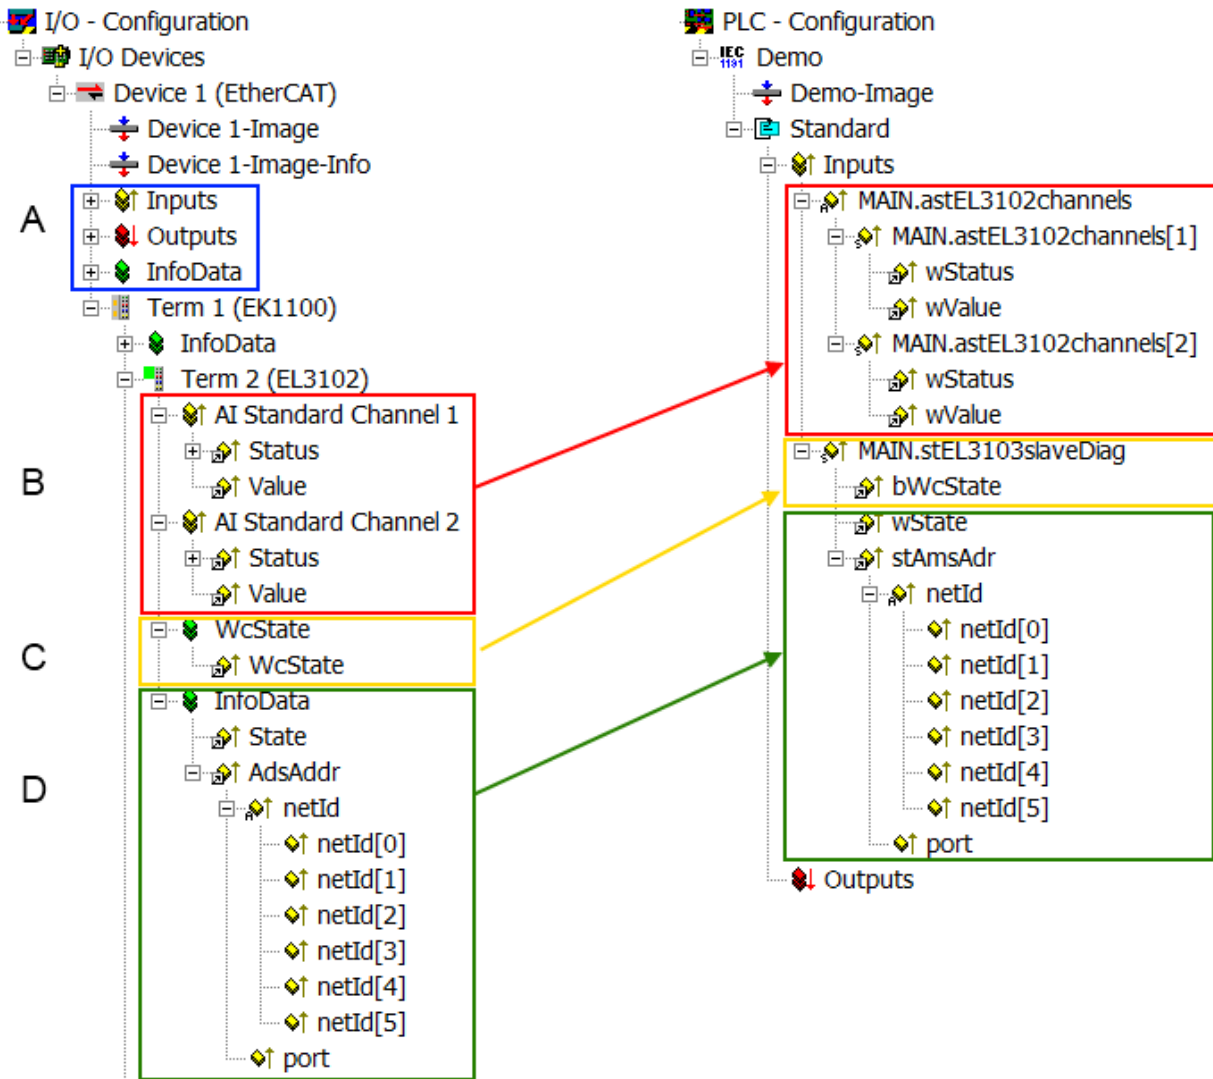 I/O - Configuration
I/O Devices
Device 1 (EtherCAT)
Device 1-Image
Device 1-Image-Info
A
Inputs
Outputs
InfoData
Term 1 (EK1100)
InfoData
Term 2 (EL3102)
B
AI Standard Channel 1
Status
Value
AI Standard Channel 2
Status
Value
C
WcState
WcState
D
InfoData
State
AdsAddr
netId
netId[0]
netId[1]
netId[2]
netId[3]
netId[4]
netId[5]
port
PLC - Configuration
IEC
1131
Demo
Demo-Image
Standard
Inputs
MAIN.astEL3102channels
MAIN.astEL3102channels[1]
wStatus
wValue
MAIN.astEL3102channels[2]
wStatus
wValue
MAIN.stEL3103slaveDiag
bWcState
wState
stAmsAdr
netId
netId[0]
netId[1]
netId[2]
netId[3]
netId[4]
netId[5]
port
Outputs